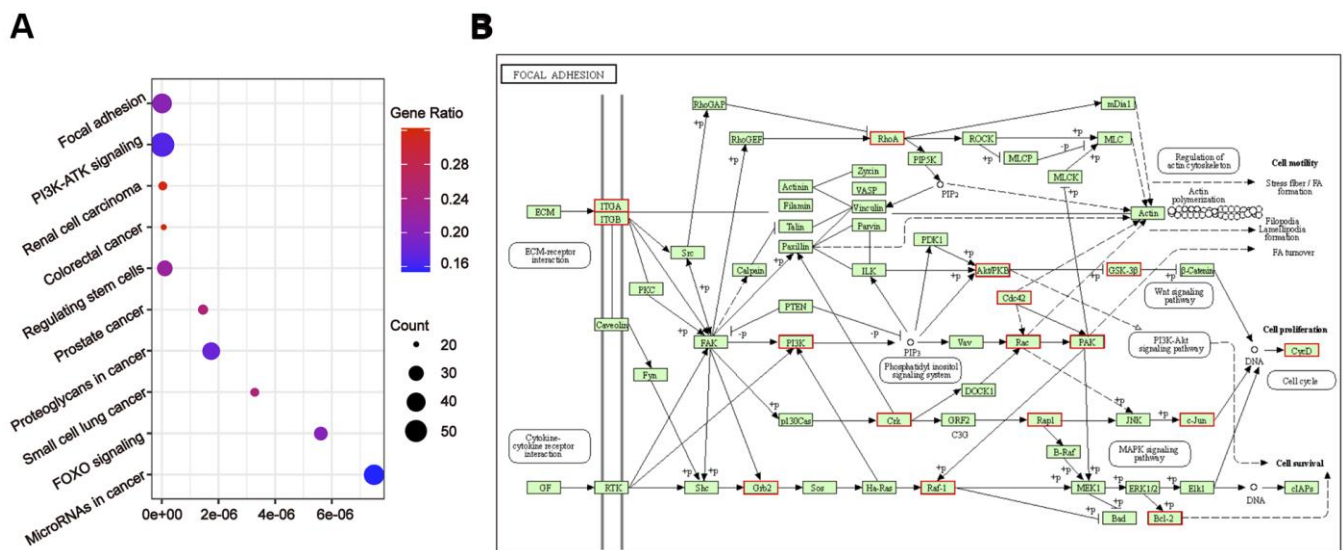 A
Focal adhesion
PI3K-ATK signaling
Renal cell carcinoma
Colorectal cancer
Regulating stem cells
Prostate cancer
Proteoglycans in cancer
Small cell lung cancer
FOXO signaling
MicroRNAs in cancer
0e+00 2e-06 4e-06 6e-06
Gene Ratio
0.28
0.24
0.20
0.16
Count
20
30
40
50
B
FOCAL ADHESION
RhoGAP
mDia1
+p
RhoGEF
RhoA
ROCK
+p
MLC
+p
-p
+p
PIP5K
MLCP
+p
MLCK
Regulation of
actin cytoskeleton
Cell motility
Zyxin
Actinin
VASP
PIP2
+p
Stress fiber / FA
formation
Actin
polymerization
ECM
ITGA
ITGB
Filamin
Vinculin
Actin
Talin
Parvin
Filopodia
Lamellipodia
formation
Paxillin
PDK1
FA turnover
ECM-receptor
interaction
Src
+p
+p
Calpain
+p
ILK
+p
Akt/PKB
GSK-3β
β-Catenin
+p
PKC
PTEN
Cdc42
Wnt signaling
pathway
Caveolin
+p
-p
-p
Cell proliferation
FAK
+p
PI3K
PIP3
Vav
Rac
PAK
PI3K-Akt
signaling pathway
DNA
CycD
Fyn
Phosphatidyl inositol
signaling system
Cell cycle
DOCK1
+p
p130Cas
Crk
GRF2
C3G
Rap1
JNK
+p
c-Jun
Cytokine-
cytokine receptor
interaction
B-Raf
MAPK signaling
pathway
+p
+p
+p
+p
+p
+p
Cell survival
GF
RTK
Shc
Grb2
Sos
Ha-Ras
Raf-1
MEK1
+p
ERK1/2
Elk1
DNA
cIAPs
+p
+p
Bad
+p
Bcl-2